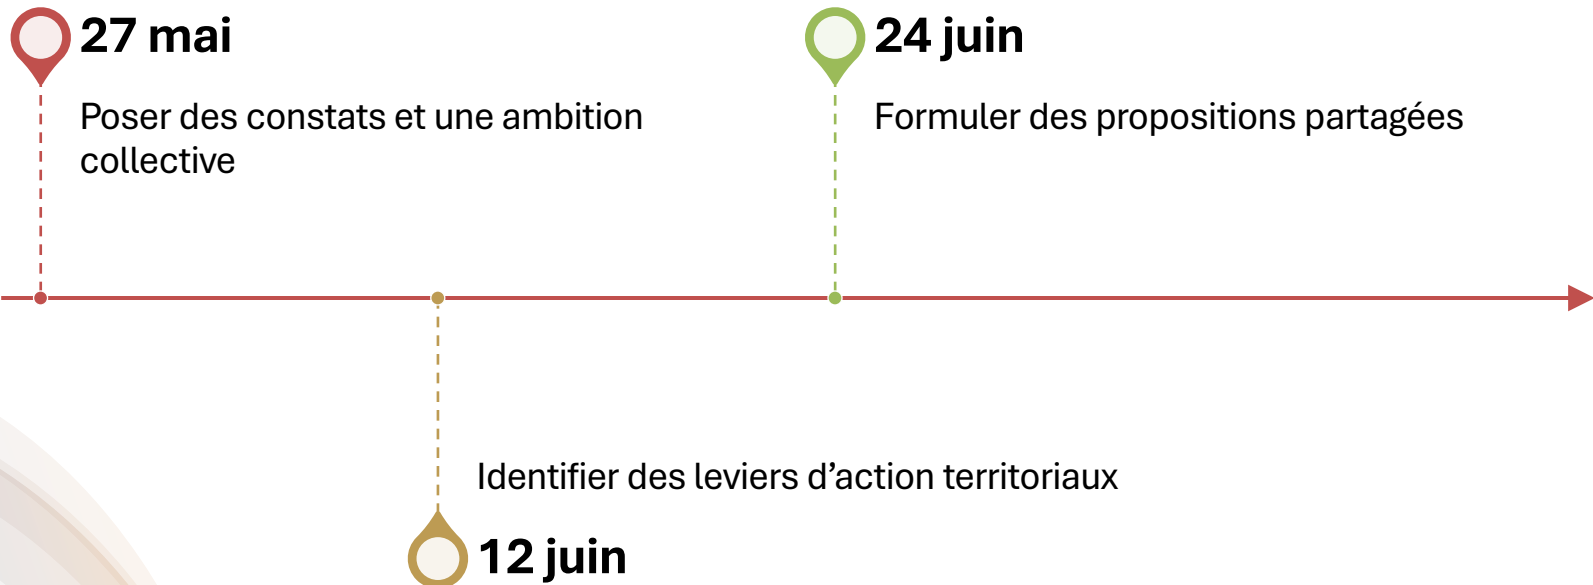 27 mai
Poser des constats et une ambition
collective
24 juin
Formuler des propositions partagées
Identifier des leviers d’action territoriaux
12 juin